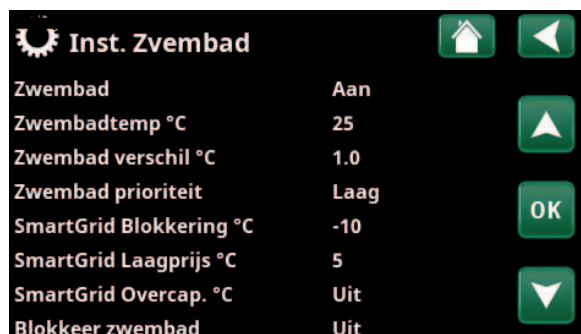 Inst. Zvembad
Zwembad Aan
Zwembadtemp °C 25
Zwembad verschil °C 1.0
Zwembad prioriteit Laag
SmartGrid Blokkering °C -10
OK
SmartGrid Laagprijs °C 5
SmartGrid Overcap. °C Uit
Blokkeer zwembad Uit